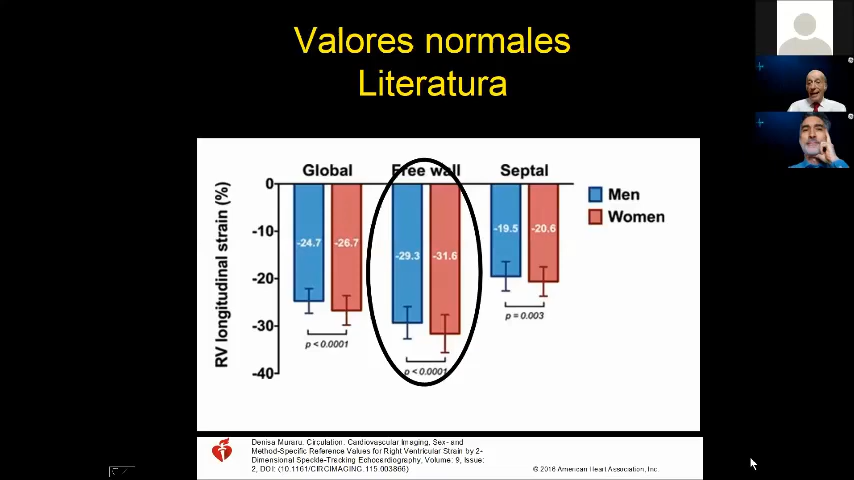 Valores normales
Literatura
Global
Free wall
Septal
Men
Women
RV longitudinal strain (%)
0
-10
-20
-30
-40
-24.7
-26.7
-29.3
-31.6
-19.5
-20.6
p < 0.0001
p < 0.0001
p = 0.003
Denisa Muraru. Circulation: Cardiovascular Imaging, Sex- and
Method-Specific Reference Values for Right Ventricular Strain by 2-
Dimensional Speckle-Tracking Echocardiography, Volume: 9, Issue:
2, DOI: (10.1161/CIRCIMAGING.115.003866)
© 2016 American Heart Association, Inc.